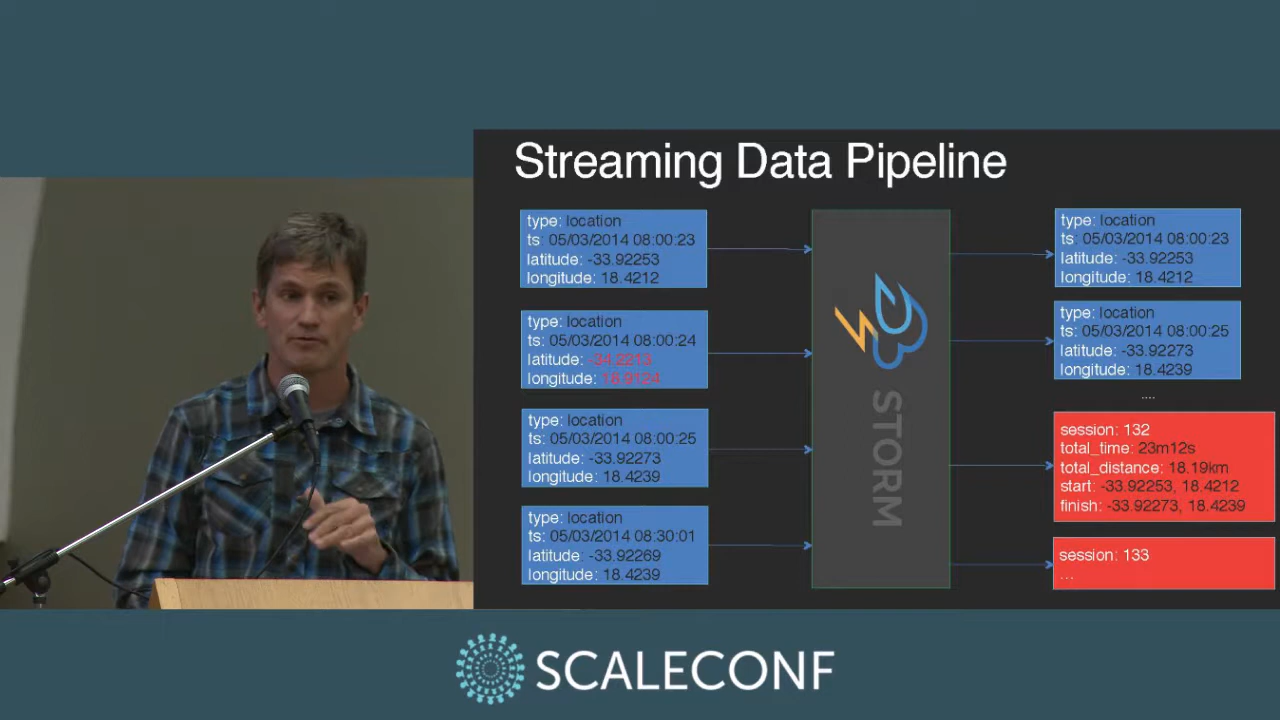 Streaming Data Pipeline
type: location
ts: 05/03/2014 08:00:23
latitude: -33.92253
longitude: 18.4212
type: location
ts: 05/03/2014 08:00:24
latitude: -34.2213
longitude: 18.9124
type: location
ts: 05/03/2014 08:00:25
latitude: -33.92273
longitude: 18.4239
type: location
ts: 05/03/2014 08:30:01
latitude -33.92269
longitude: 18.4239
STORM
type: location
ts 05/03/2014 08:00:23
latitude: -33.92253
longitude: 18.4212
type: location
ts: 05/03/2014 08:00:25
latitude: -33.92273
longitude: 18.4239
....
session: 132
total_time: 23m12s
total_distance: 18.19km
start: -33.92253, 18.4212
finish: -33.92273, 18.4239
session: 133
...
SCALECONF